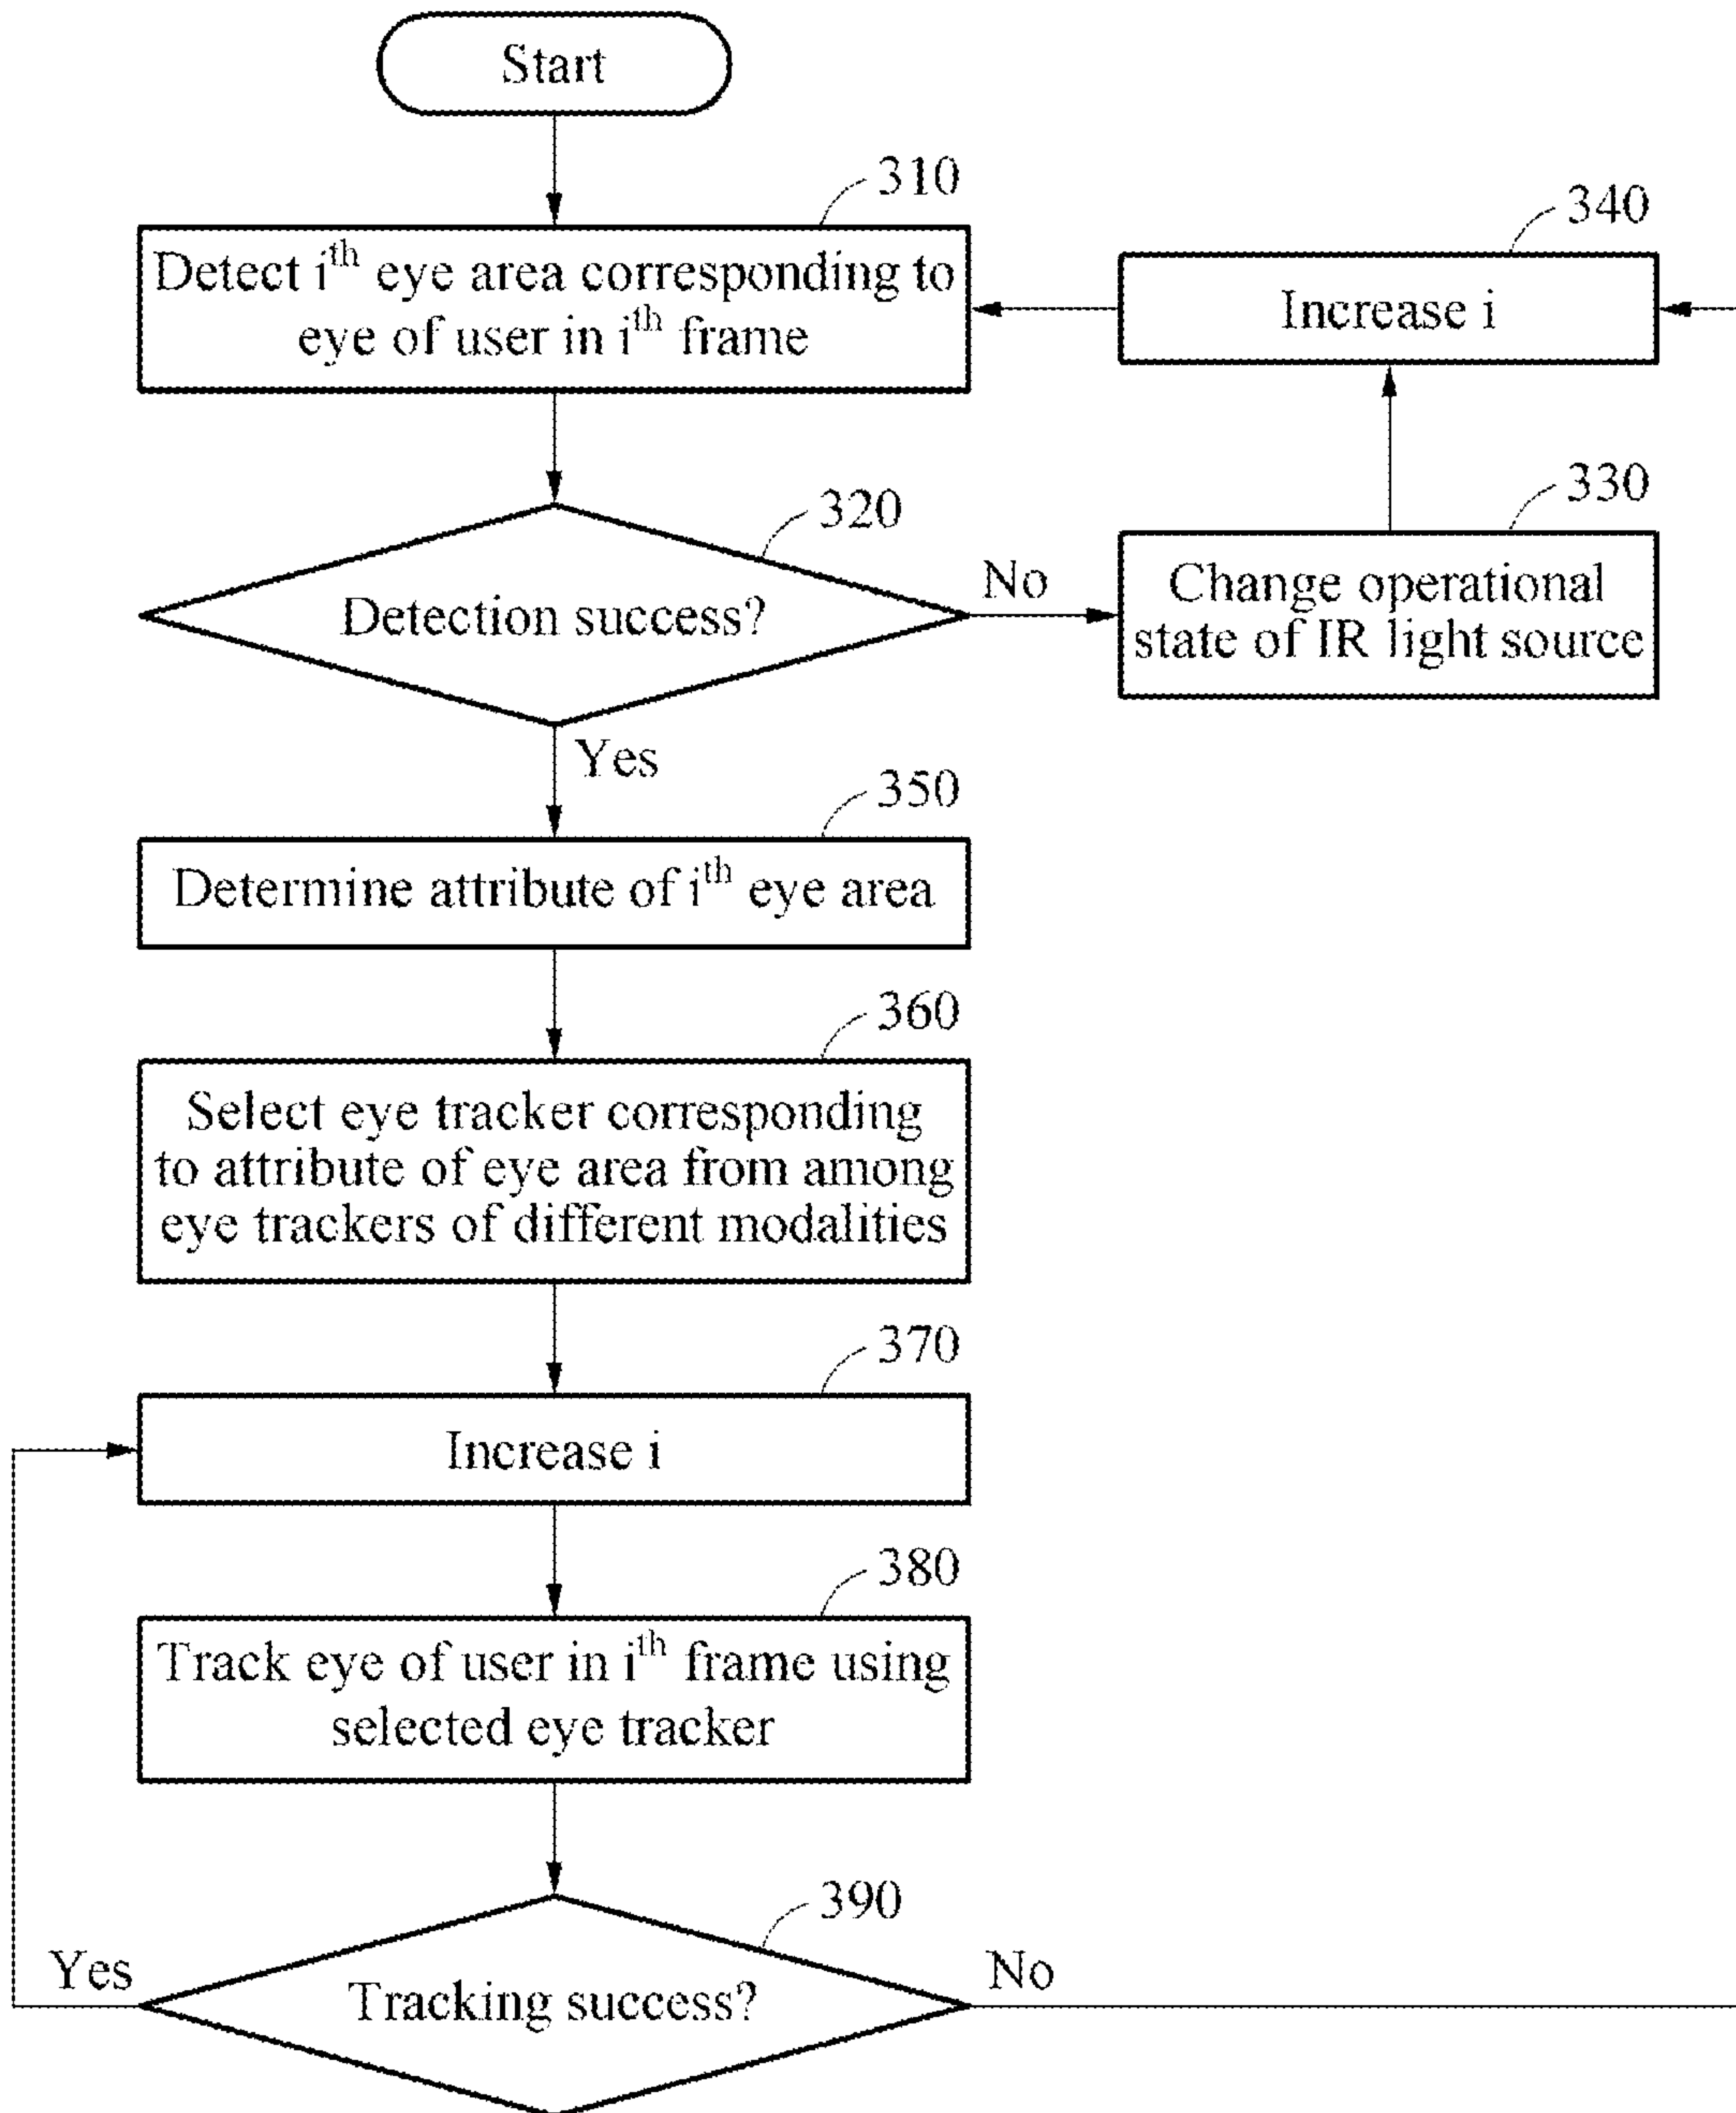 Start
310
Detect iᵗʰ eye area corresponding to
eye of user in iᵗʰ frame
340
Increase i
320
Detection success?
No
330
Change operational
state of IR light source
Yes
350
Determine attribute of iᵗʰ eye area
360
Select eye tracker corresponding
to attribute of eye area from among
eye trackers of different modalities
370
Increase i
380
Track eye of user in iᵗʰ frame using
selected eye tracker
390
Tracking success?
Yes
No